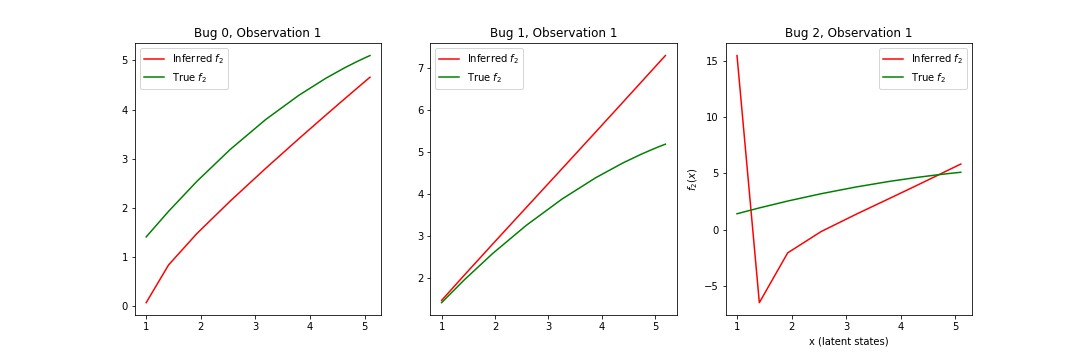 Bug 0, Observation 1
Inferred f₂
True f₂
5
4
3
2
1
0
1 2 3 4 5
Bug 1, Observation 1
Inferred f₂
True f₂
7
6
5
4
3
2
1 2 3 4 5
Bug 2, Observation 1
Inferred f₂
True f₂
f₂(x)
15
10
5
0
−5
1 2 3 4 5
x (latent states)